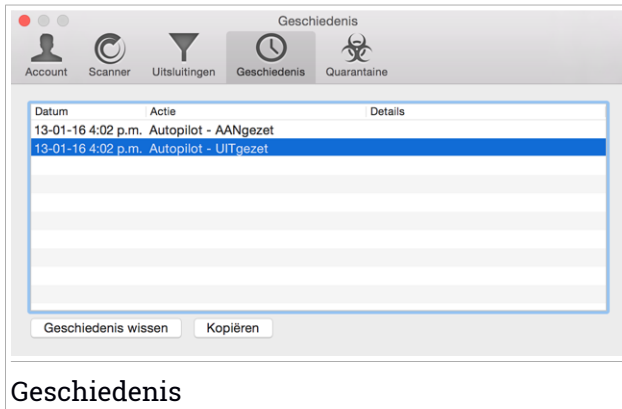 Geschiedenis
Account Scanner Uitsluitingen Geschiedenis Quarantaine
Datum Actie Details
13-01-16 4:02 p.m. Autopilot - AANgezet
13-01-16 4:02 p.m. Autopilot - UITgezet
Geschiedenis wissen Kopiëren
Geschiedenis